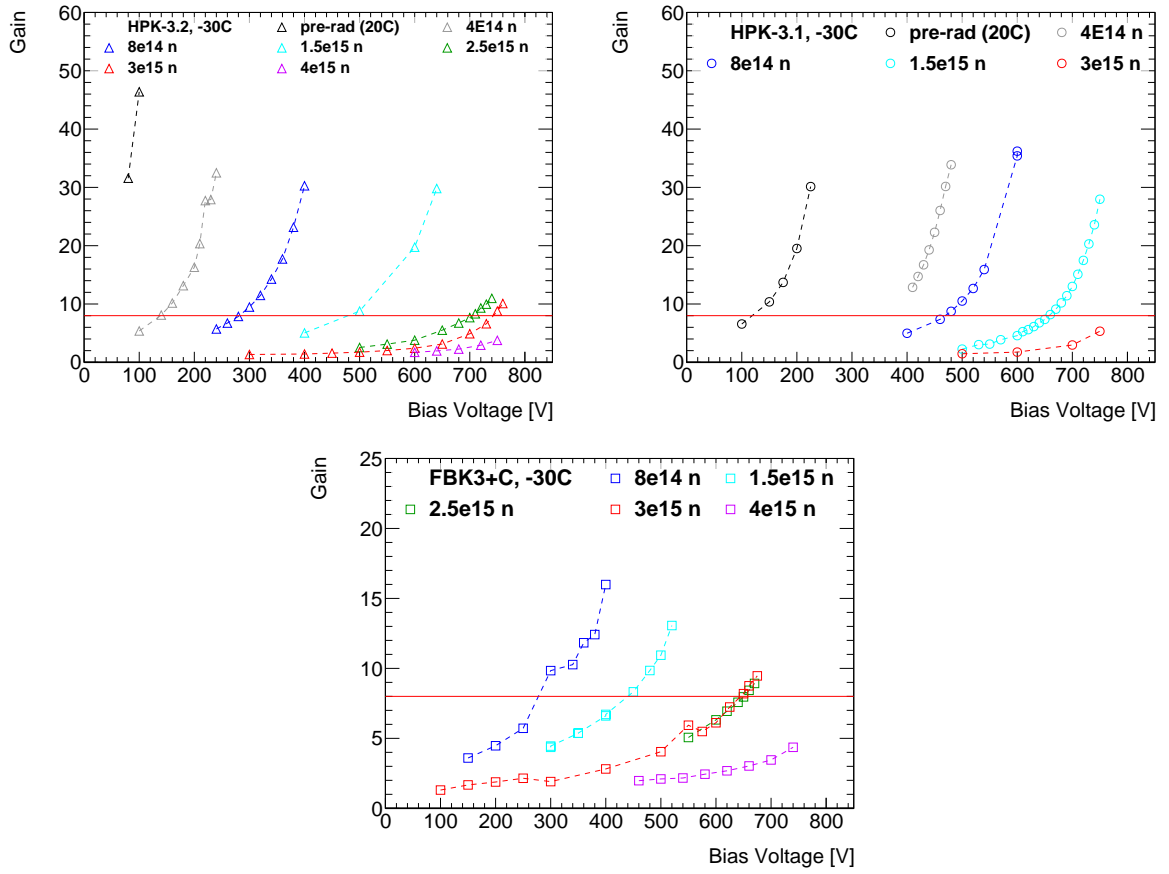 Gain
HPK-3.2, -30C
pre-rad (20C)
4E14 n
8e14 n
1.5e15 n
2.5e15 n
3e15 n
4e15 n
60
50
40
30
20
10
0
0 100 200 300 400 500 600 700 800
Bias Voltage [V]
Gain
HPK-3.1, -30C
pre-rad (20C)
4E14 n
8e14 n
1.5e15 n
3e15 n
60
50
40
30
20
10
0
0 100 200 300 400 500 600 700 800
Bias Voltage [V]
Gain
FBK3+C, -30C
8e14 n
1.5e15 n
2.5e15 n
3e15 n
4e15 n
25
20
15
10
5
0
0 100 200 300 400 500 600 700 800
Bias Voltage [V]